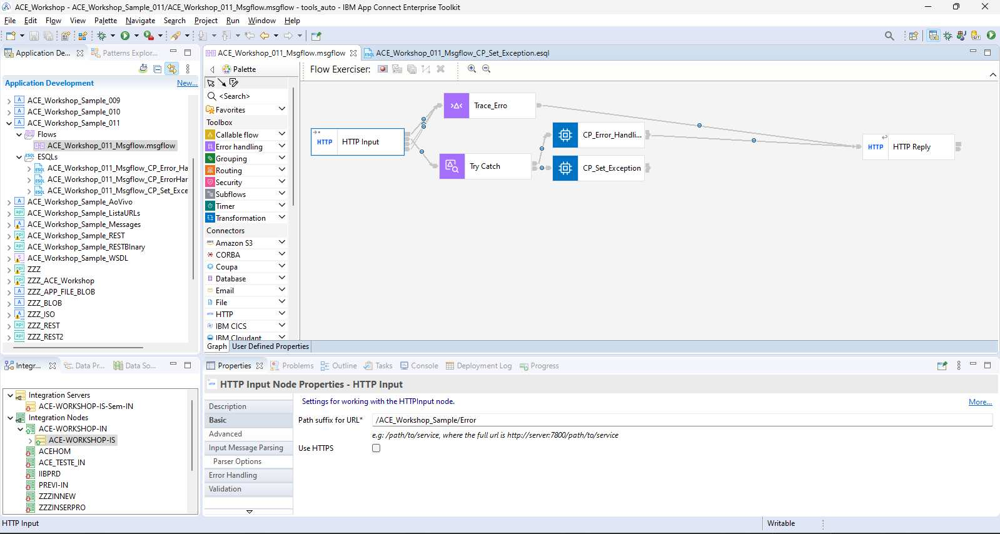 ACE_Workshop - ACE_Workshop_Sample_011/ACE_Workshop_011_Msgflow.msgflow - tools_auto - IBM App Connect Enterprise Toolkit
File Edit Flow View Palette Navigate Search Project Run Window Help
Application De... Patterns Explor...
Application Development New...
ACE_Workshop_Sample_009
ACE_Workshop_Sample_010
ACE_Workshop_Sample_011
Flows
ACE_Workshop_011_Msgflow.msgflow
ESQLs
ACE_Workshop_011_Msgflow_CP_Error_Ha
ACE_Workshop_011_Msgflow_CP_ErrorHar
ACE_Workshop_011_Msgflow_CP_Set_Exce
ACE_Workshop_Sample_AoVivo
ACE_Workshop_Sample_ListaURLs
ACE_Workshop_Sample_Messages
ACE_Workshop_Sample_REST
ACE_Workshop_Sample_RESTBInary
ACE_Workshop_Sample_WSDL
ZZZ
ZZZ_ACE_Workshop
ZZZ_APP_FILE_BLOB
ZZZ_BLOB
ZZZ_ISO
ZZZ_REST
ZZZ_REST2
ACE_Workshop_011_Msgflow.msgflow ACE_Workshop_011_Msgflow_CP_Set_Exception.esql
Palette
<Search>
Favorites
Toolbox
Callable flow
Error handling
Grouping
Routing
Security
Subflows
Timer
Transformation
Connectors
Amazon S3
CORBA
Coupa
Database
Email
File
HTTP
IBM CICS
IBM Cloudant
Flow Exerciser:
Trace_Erro
HTTP HTTP Input
CP_Error_Handli...
Try Catch
CP_Set_Exception
HTTP HTTP Reply
Graph User Defined Properties
Integr... Data Pr... Data So...
Integration Servers
ACE-WORKSHOP-IS-Sem-IN
Integration Nodes
ACE-WORKSHOP-IN
ACE-WORKSHOP-IS
ACEHOM
ACE_TESTE_IN
IIBPRD
PREVI-IN
ZZZINNEW
ZZZINSERPRO
Properties Problems Outline Tasks Console Deployment Log Progress
HTTP Input Node Properties - HTTP Input
Description
Basic
Advanced
Input Message Parsing
Parser Options
Error Handling
Validation
Settings for working with the HTTPInput node. More...
Path suffix for URL* /ACE_Workshop_Sample/Error
e.g: /path/to/service, where the full url is http://server:7800/path/to/service
Use HTTPS
HTTP Input Writable